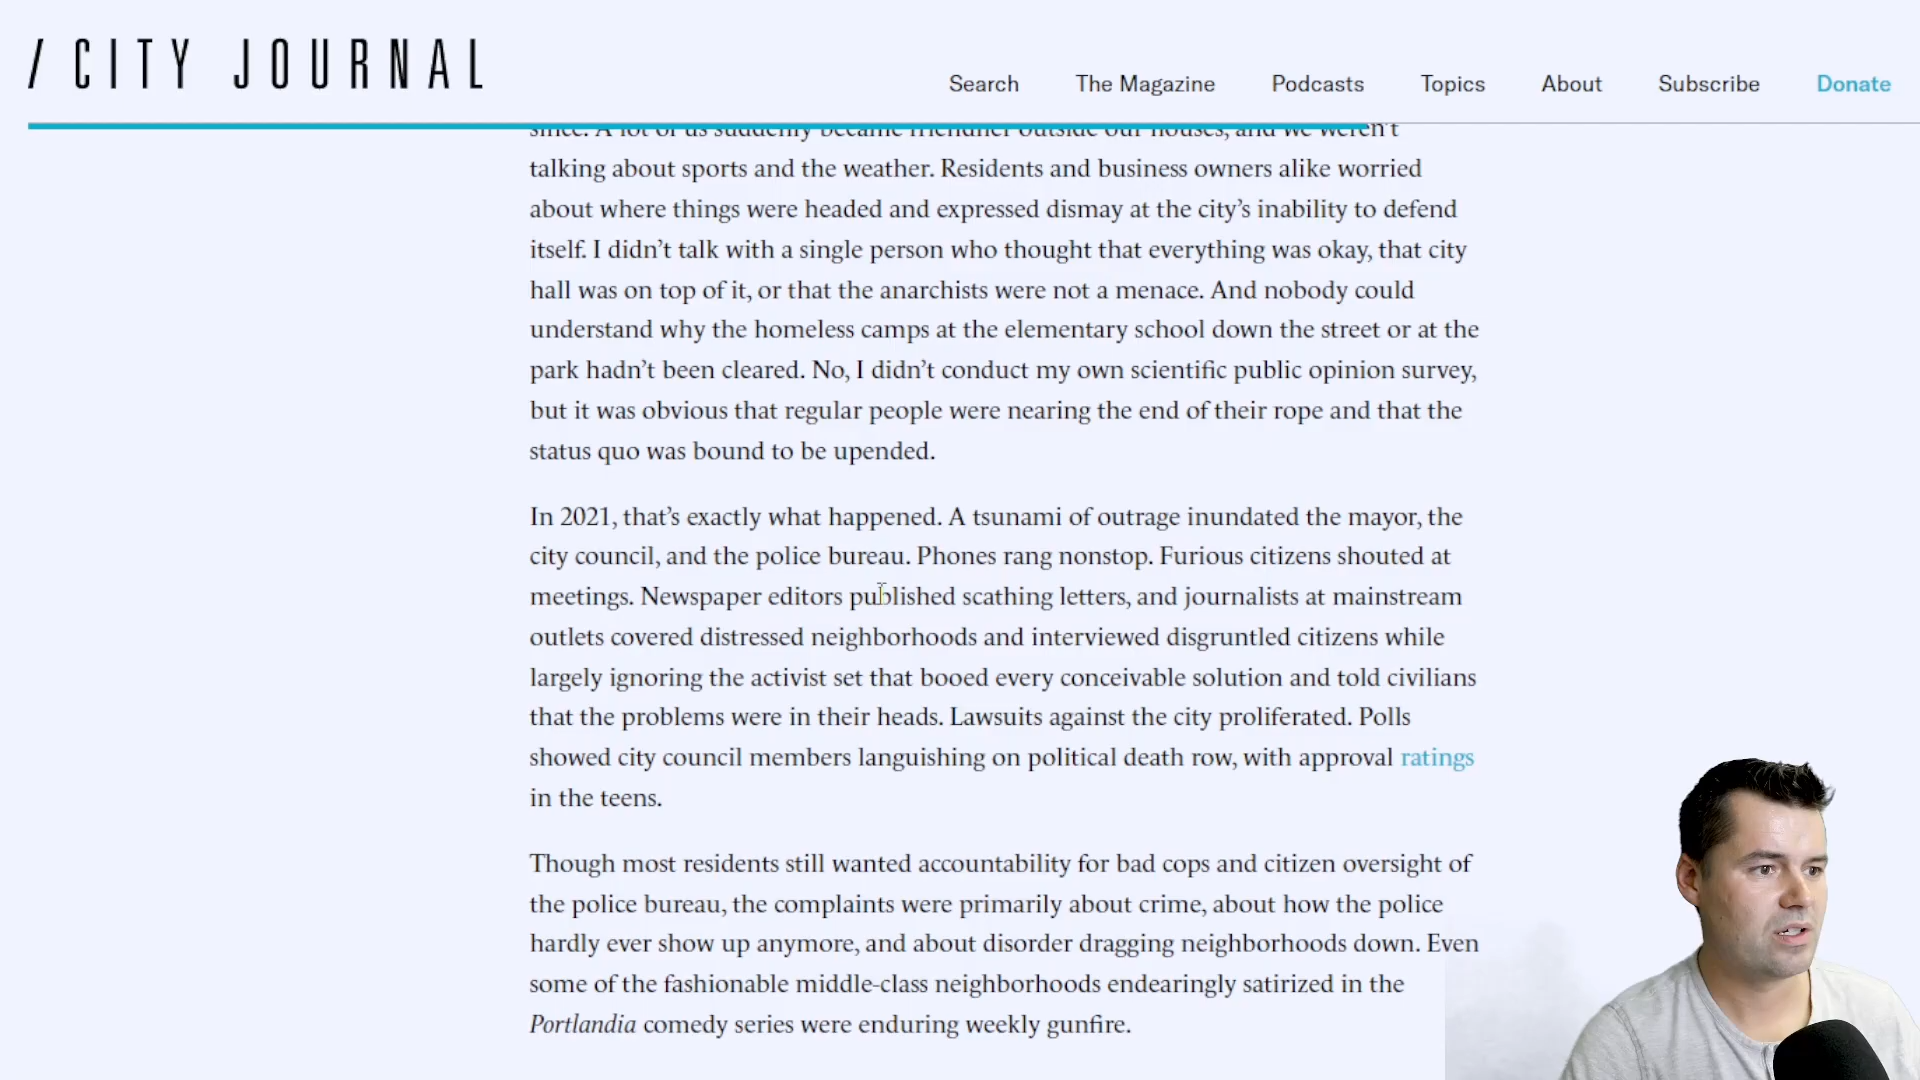 / CITY JOURNAL
Search The Magazine Podcasts Topics About Subscribe Donate
since. A lot of us suddenly became friendlier outside our houses, and we weren't
talking about sports and the weather. Residents and business owners alike worried
about where things were headed and expressed dismay at the city's inability to defend
itself. I didn't talk with a single person who thought that everything was okay, that city
hall was on top of it, or that the anarchists were not a menace. And nobody could
understand why the homeless camps at the elementary school down the street or at the
park hadn't been cleared. No, I didn't conduct my own scientific public opinion survey,
but it was obvious that regular people were nearing the end of their rope and that the
status quo was bound to be upended.
In 2021, that's exactly what happened. A tsunami of outrage inundated the mayor, the
city council, and the police bureau. Phones rang nonstop. Furious citizens shouted at
meetings. Newspaper editors published scathing letters, and journalists at mainstream
outlets covered distressed neighborhoods and interviewed disgruntled citizens while
largely ignoring the activist set that booed every conceivable solution and told civilians
that the problems were in their heads. Lawsuits against the city proliferated. Polls
showed city council members languishing on political death row, with approval ratings
in the teens.
Though most residents still wanted accountability for bad cops and citizen oversight of
the police bureau, the complaints were primarily about crime, about how the police
hardly ever show up anymore, and about disorder dragging neighborhoods down. Even
some of the fashionable middle-class neighborhoods endearingly satirized in the
Portlandia comedy series were enduring weekly gunfire.